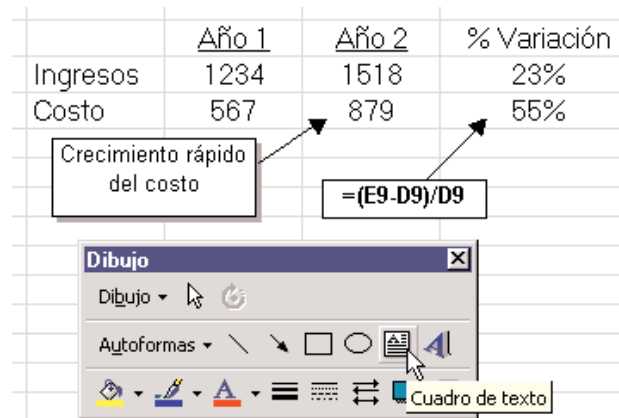 Año 1 Año 2 % Variación
Ingresos 1234 1518 23%
Costo 567 879 55%
Crecimiento rápido
del costo
=(E9-D9)/D9
Dibujo
Dibujo
Autoformas
Cuadro de texto